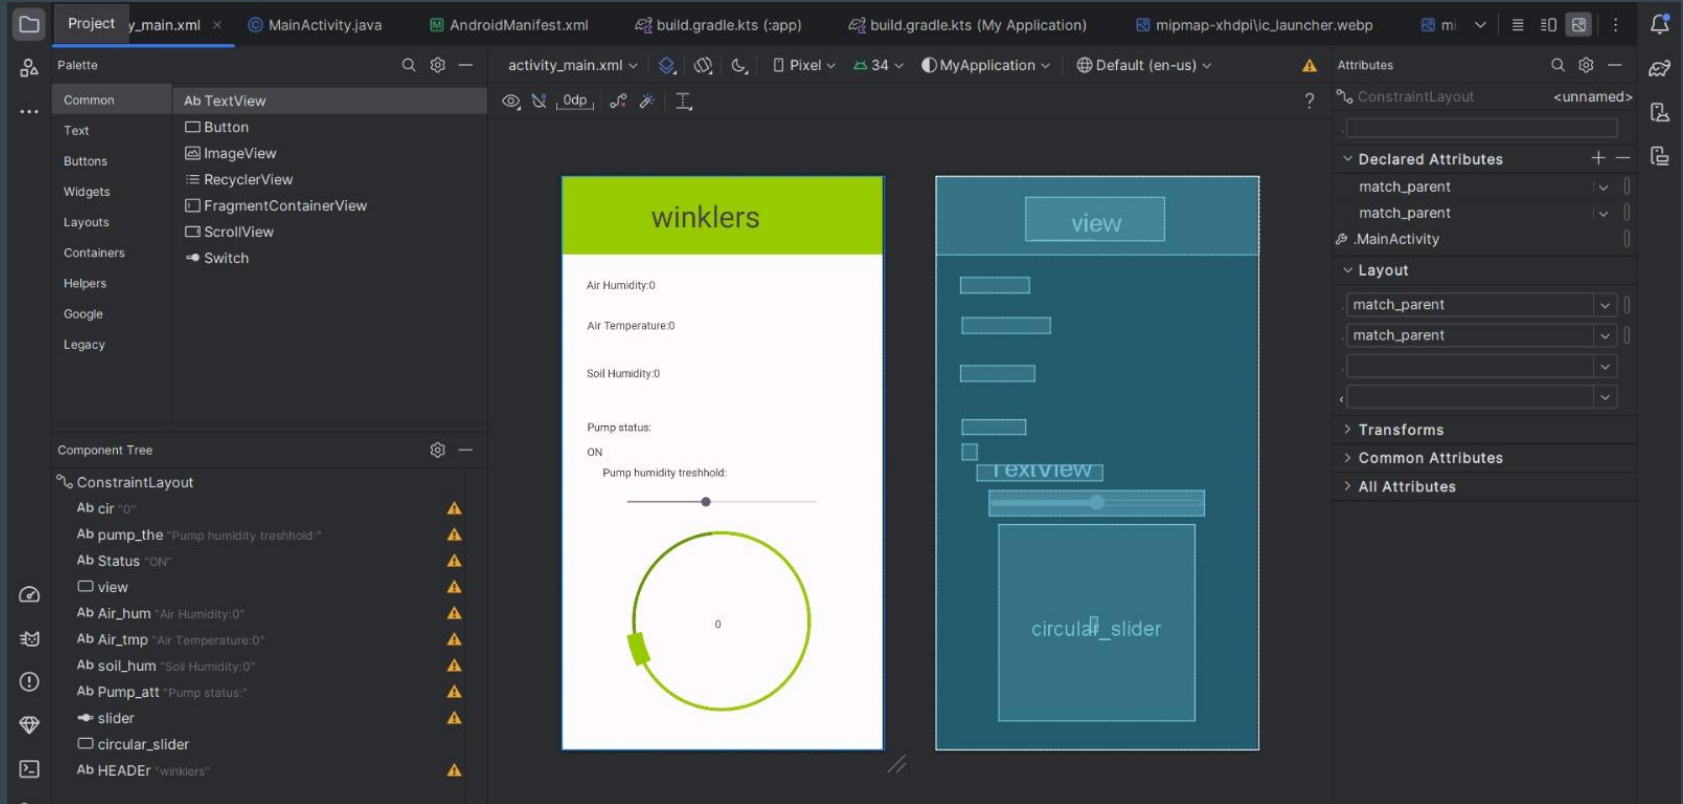 Project y_main.xml MainActivity.java AndroidManifest.xml build.gradle.kts (:app) build.gradle.kts (My Application) mipmap-xhdpi\ic_launcher.webp mi
Palette
activity_main.xml Pixel 34 MyApplication Default (en-us)
Attributes
Common
Text
Buttons
Widgets
Layouts
Containers
Helpers
Google
Legacy
Ab TextView
Button
ImageView
RecyclerView
FragmentContainerView
ScrollView
Switch
0dp
?
ConstraintLayout <unnamed>
Declared Attributes
match_parent
match_parent
.MainActivity
Layout
match_parent
match_parent
Transforms
Common Attributes
All Attributes
winklers
Air Humidity:0
Air Temperature:0
Soil Humidity:0
Pump status:
ON
Pump humidity treshhold:
0
view
TextView
circular_slider
Component Tree
ConstraintLayout
Ab cir "0"
Ab pump_the "Pump humidity treshhold:"
Ab Status "ON"
view
Ab Air_hum "Air Humidity:0"
Ab Air_tmp "Air Temperature:0"
Ab soil_hum "Soil Humidity:0"
Ab Pump_att "Pump status:"
slider
circular_slider
Ab HEADEr "winklers"